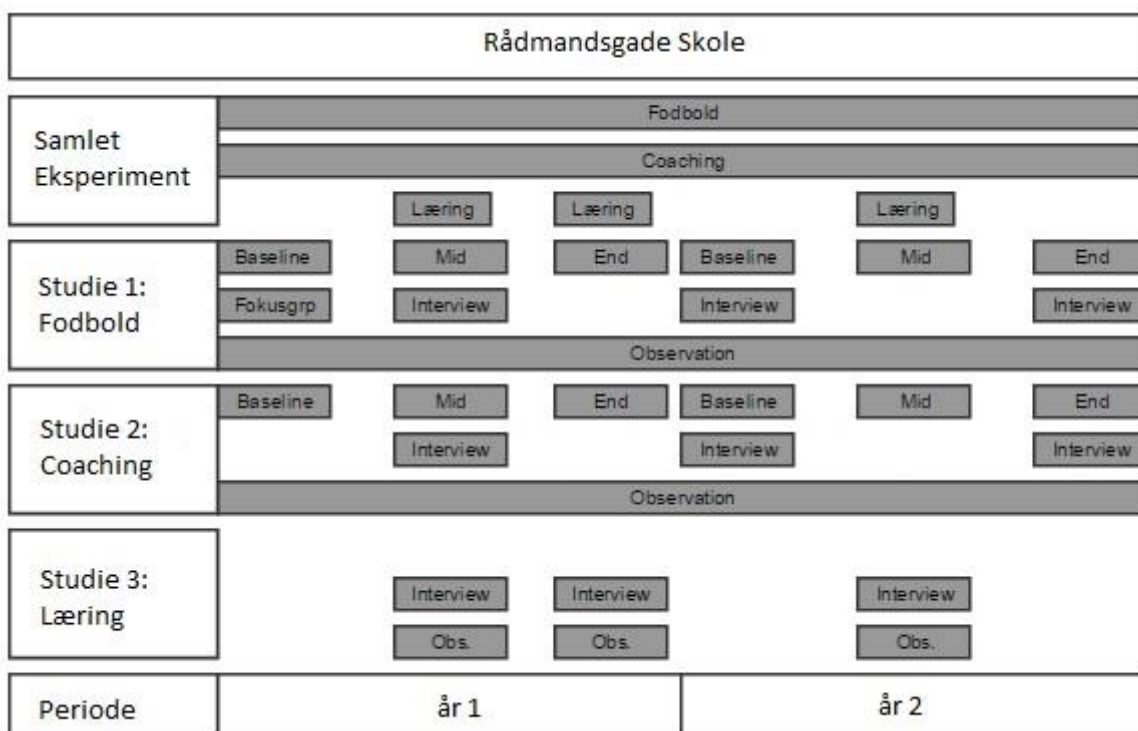 Rådmandsgade Skole
Samlet
Eksperiment
Fodbold
Coaching
Læring Læring Læring
Studie 1:
Fodbold
Baseline Mid End Baseline Mid End
Fokusgrp Interview Interview Interview
Observation
Studie 2:
Coaching
Baseline Mid End Baseline Mid End
Interview Interview Interview
Observation
Studie 3:
Læring
Interview Interview Interview
Obs. Obs. Obs.
Periode år 1 år 2